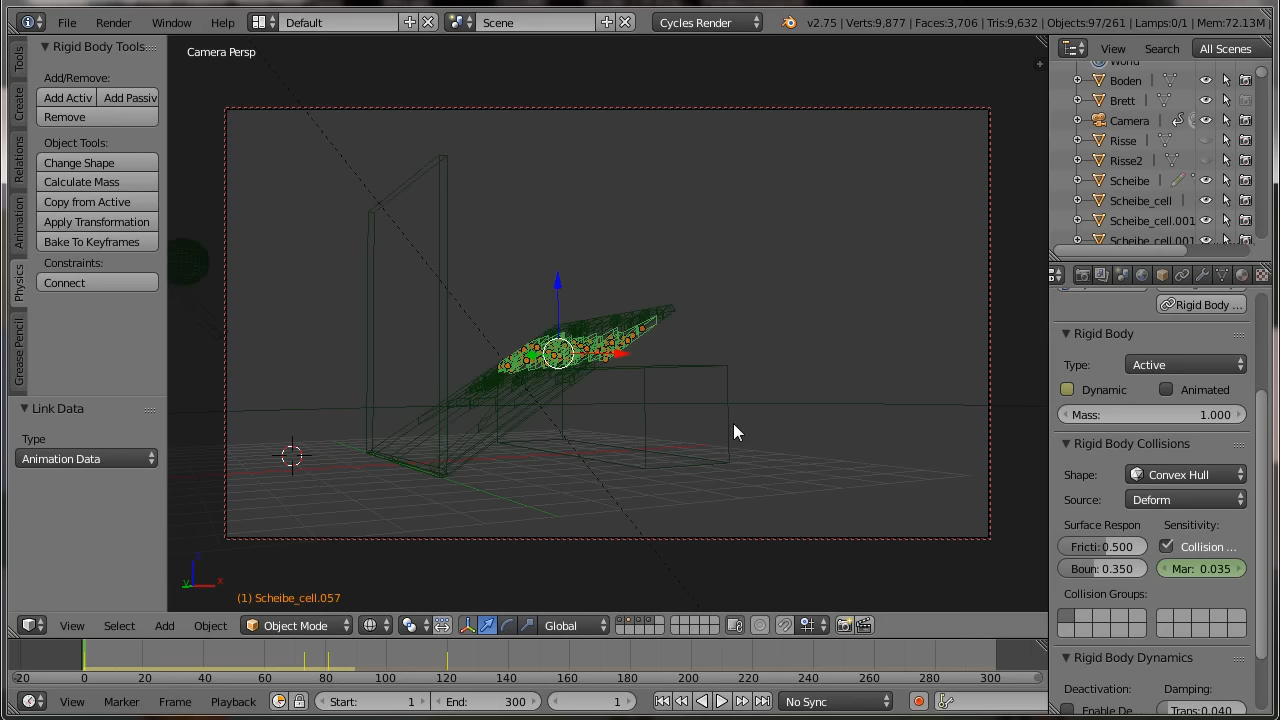 File Render Window Help Default Scene Cycles Render v2.75 | Verts:9,877 | Faces:3,706 | Tris:9,632 | Objects:97/261 | Lamps:0/1 | Mem:72.13M
Rigid Body Tools
Camera Persp
View Search All Scenes
World
Add/Remove:
Boden
Add Activ Add Passiv
Brett
Remove
Camera
Object Tools:
Risse
Change Shape
Risse2
Calculate Mass
Scheibe
Copy from Active
Scheibe_cell
Apply Transformation
Scheibe_cell.001
Bake To Keyframes
Scheibe_cell.001
Constraints:
Connect
Tools
Create
Relations
Animation
Physics
Grease Pencil
Rigid Body ...
Rigid Body
Type: Active
Dynamic Animated
Mass: 1.000
Link Data
Type
Animation Data
Rigid Body Collisions
Shape: Convex Hull
Source: Deform
Surface Respon Sensitivity:
Fricti: 0.500 Collision ...
Boun: 0.350 Mar: 0.035
Collision Groups:
z
y x
(1) Scheibe_cell.057
View Select Add Object Object Mode Global
Rigid Body Dynamics
-20 0 20 40 60 80 100 120 140 160 180 200 220 240 260 280 300
Deactivation: Damping:
Enable De Trans:0.040
View Marker Frame Playback Start: 1 End: 300 1 No Sync